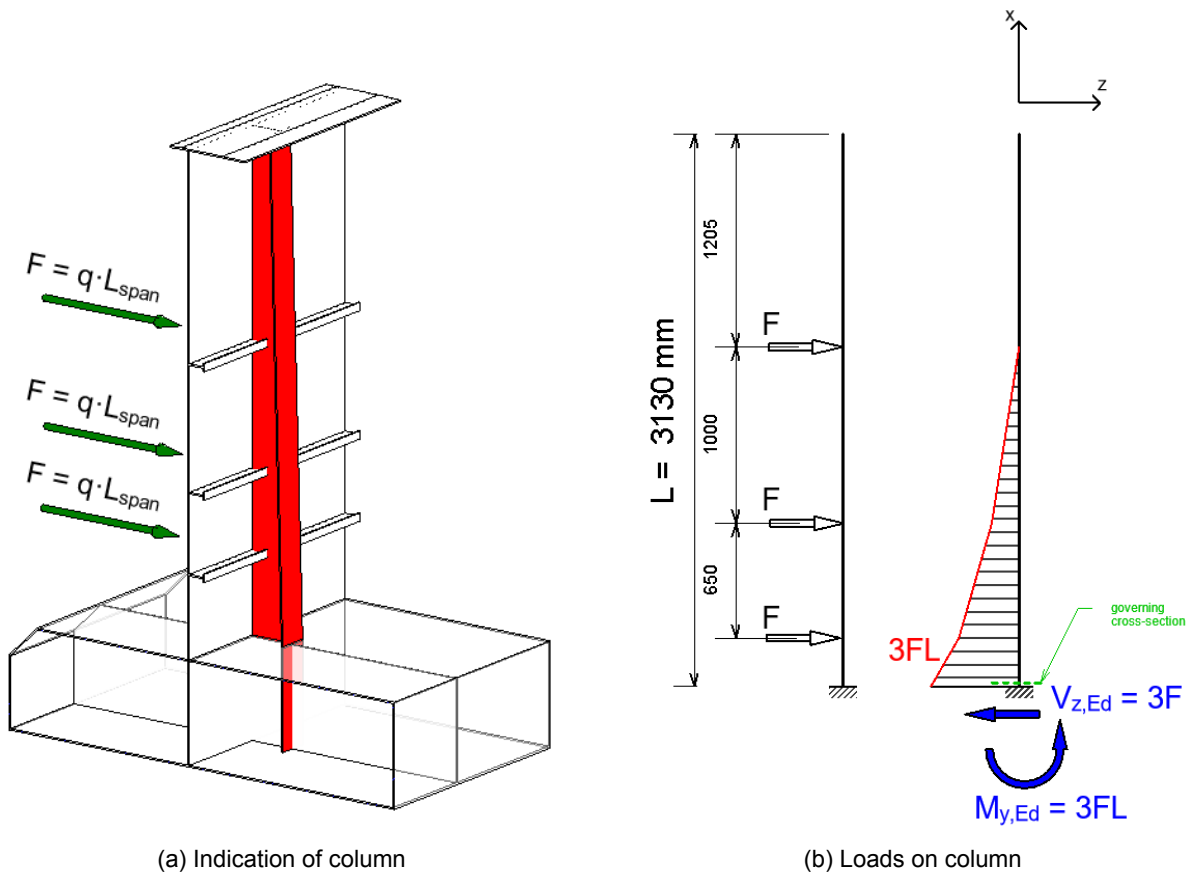 F = q·Lspan
F = q·Lspan
F = q·Lspan
(a) Indication of column
x
z
L = 3130 mm
1205
1000
650
F
F
F
3FL
governing
cross-section
Vz,Ed = 3F
My,Ed = 3FL
(b) Loads on column